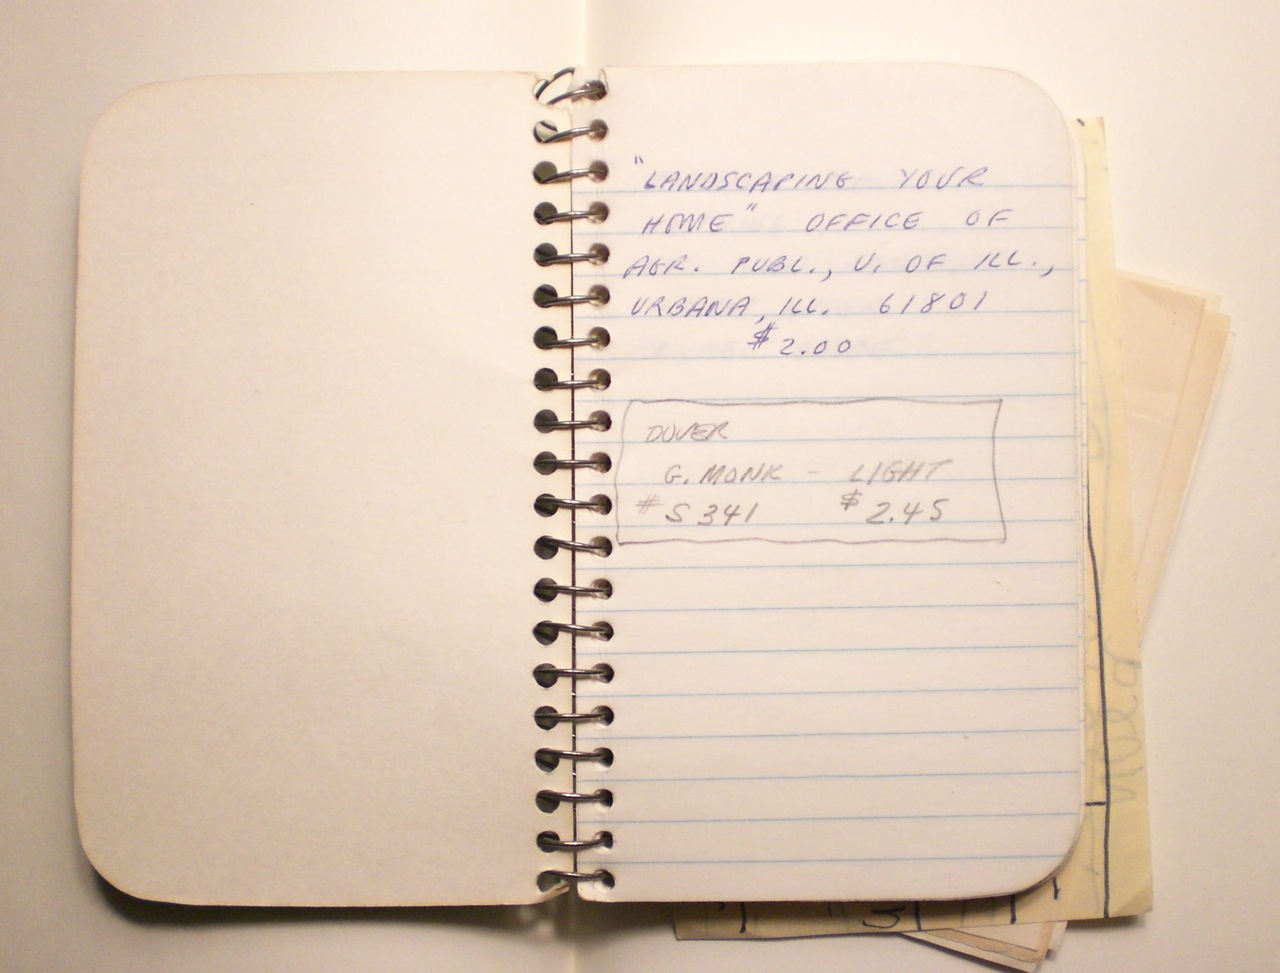 "LANDSCAPING YOUR
HOME" OFFICE OF
AGR. PUBL., U. OF ILL.,
URBANA, ILL. 61801
$2.00
DOVER
G. MONK - LIGHT
#S341 $2.45